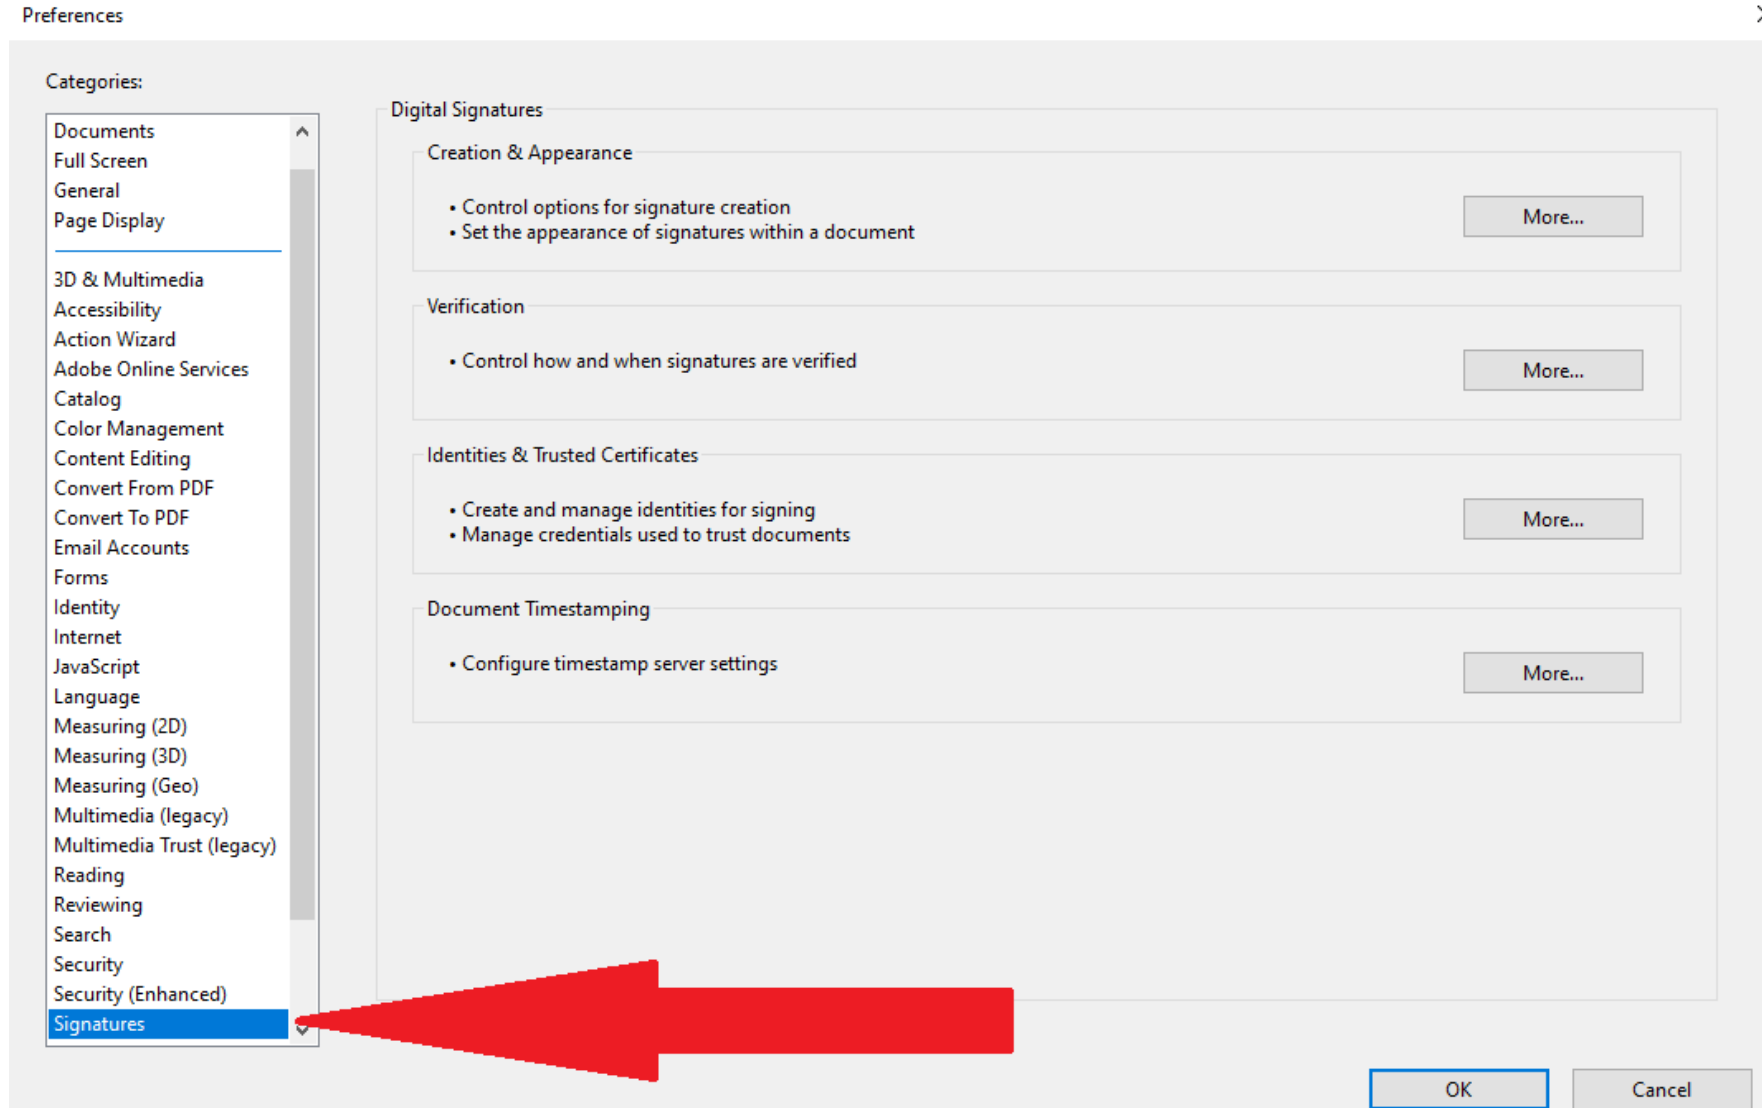 Preferences
Categories:
Documents
Full Screen
General
Page Display
3D & Multimedia
Accessibility
Action Wizard
Adobe Online Services
Catalog
Color Management
Content Editing
Convert From PDF
Convert To PDF
Email Accounts
Forms
Identity
Internet
JavaScript
Language
Measuring (2D)
Measuring (3D)
Measuring (Geo)
Multimedia (legacy)
Multimedia Trust (legacy)
Reading
Reviewing
Search
Security
Security (Enhanced)
Signatures
Digital Signatures
Creation & Appearance
• Control options for signature creation
• Set the appearance of signatures within a document
More...
Verification
• Control how and when signatures are verified
More...
Identities & Trusted Certificates
• Create and manage identities for signing
• Manage credentials used to trust documents
More...
Document Timestamping
• Configure timestamp server settings
More...
OK
Cancel